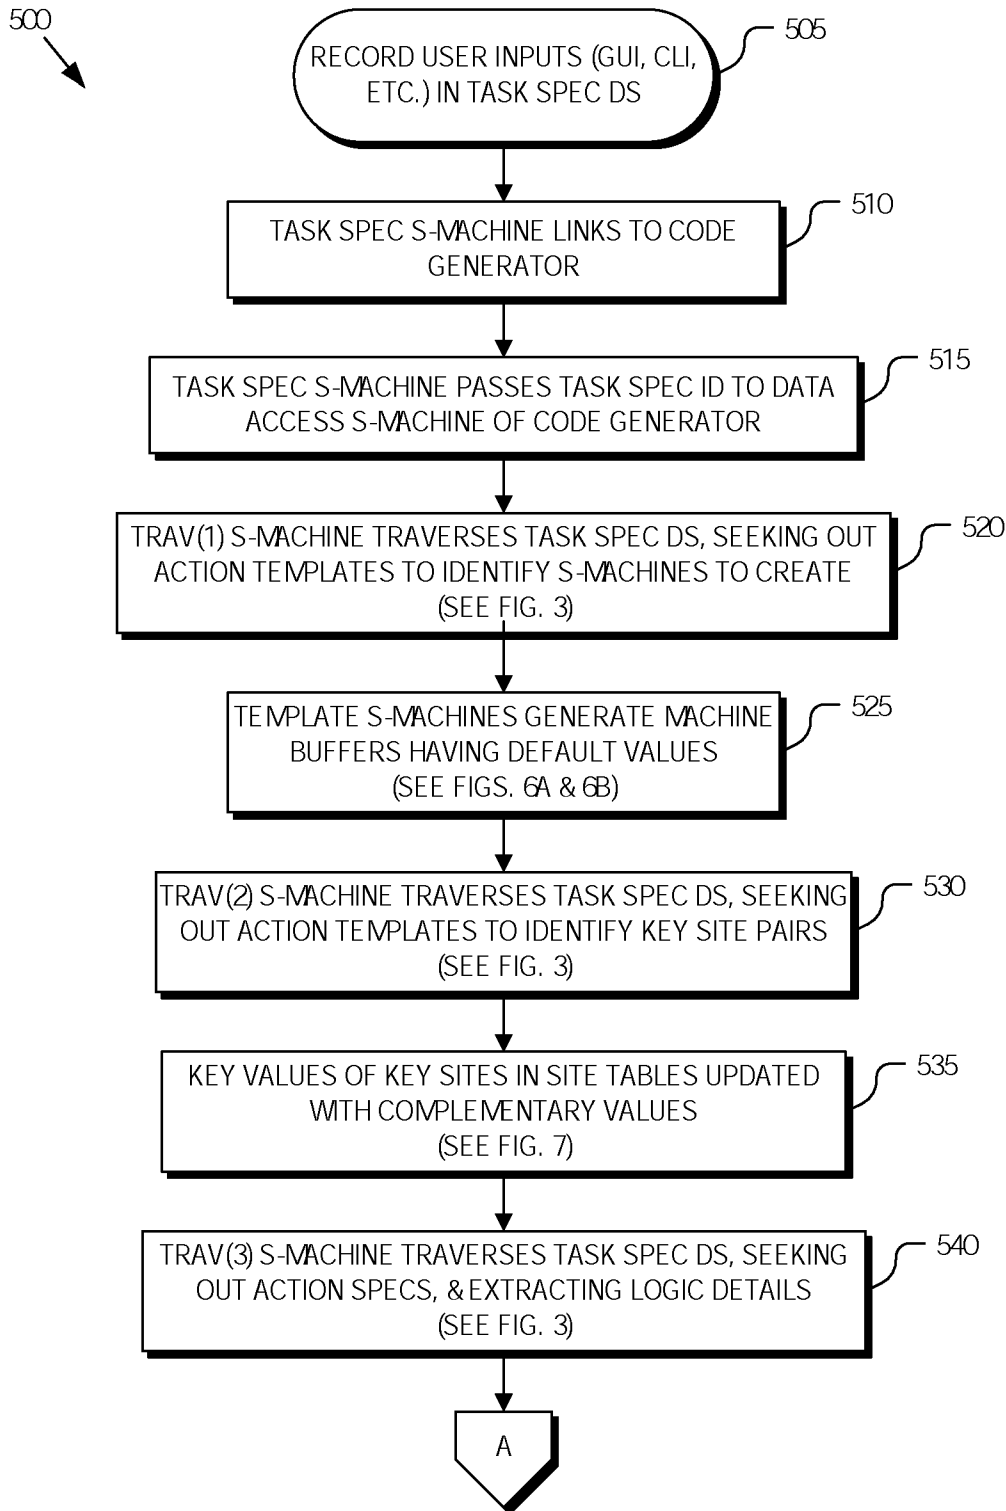 500
505
RECORD USER INPUTS (GUI, CLI,
ETC.) IN TASK SPEC DS
510
TASK SPEC S-MACHINE LINKS TO CODE
GENERATOR
515
TASK SPEC S-MACHINE PASSES TASK SPEC ID TO DATA
ACCESS S-MACHINE OF CODE GENERATOR
520
TRAV(1) S-MACHINE TRAVERSES TASK SPEC DS, SEEKING OUT
ACTION TEMPLATES TO IDENTIFY S-MACHINES TO CREATE
(SEE FIG. 3)
525
TEMPLATE S-MACHINES GENERATE MACHINE
BUFFERS HAVING DEFAULT VALUES
(SEE FIGS. 6A & 6B)
530
TRAV(2) S-MACHINE TRAVERSES TASK SPEC DS, SEEKING
OUT ACTION TEMPLATES TO IDENTIFY KEY SITE PAIRS
(SEE FIG. 3)
535
KEY VALUES OF KEY SITES IN SITE TABLES UPDATED
WITH COMPLEMENTARY VALUES
(SEE FIG. 7)
540
TRAV(3) S-MACHINE TRAVERSES TASK SPEC DS, SEEKING
OUT ACTION SPECS, & EXTRACTING LOGIC DETAILS
(SEE FIG. 3)
A